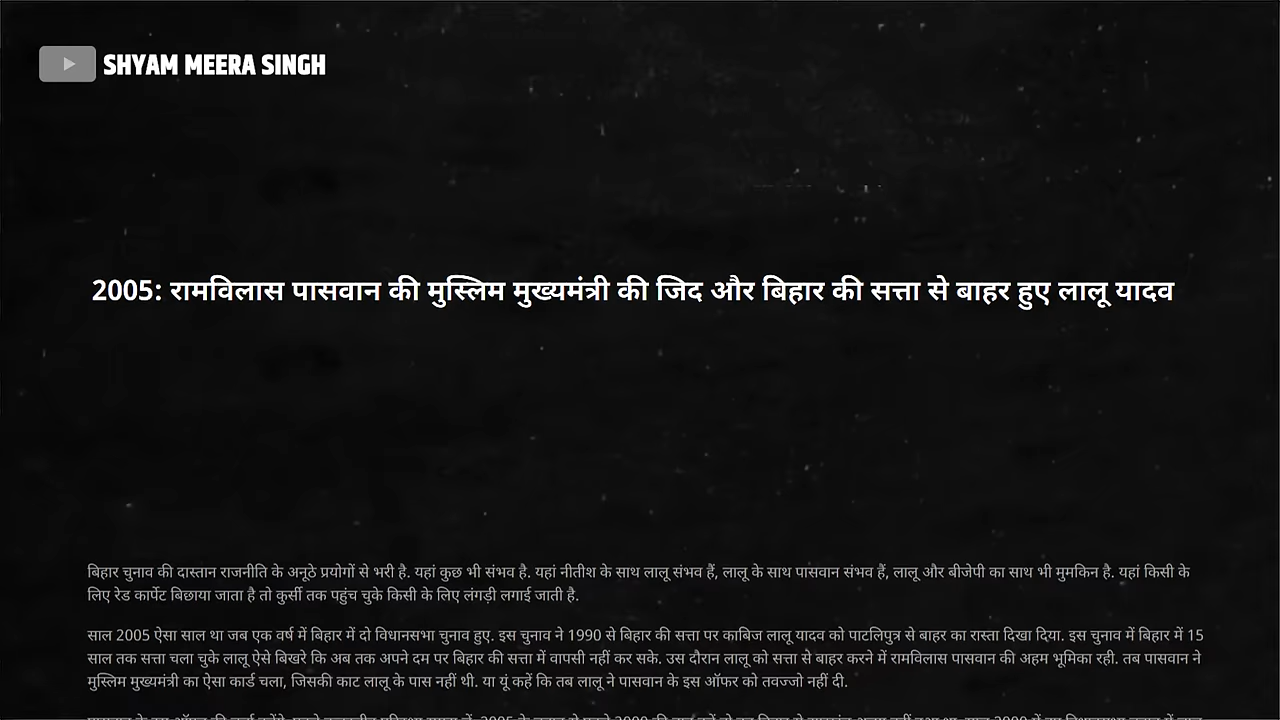 SHYAM MEERA SINGH
2005: रामविलास पासवान की मुस्लिम मुख्यमंत्री की जिद और बिहार की सत्ता से बाहर हुए लालू यादव
बिहार चुनाव की दास्तान राजनीति के अनूठे प्रयोगों से भरी है. यहां कुछ भी संभव है. यहां नीतीश के साथ लालू संभव हैं, लालू के साथ पासवान संभव हैं, लालू और बीजेपी का साथ भी मुमकिन है. यहां किसी के
लिए रेड कार्पेट बिछाया जाता है तो कुर्सी तक पहुंच चुके किसी के लिए लंगड़ी लगाई जाती है.
साल 2005 ऐसा साल था जब एक वर्ष में बिहार में दो विधानसभा चुनाव हुए. इस चुनाव ने 1990 से बिहार की सत्ता पर काबिज लालू यादव को पाटलिपुत्र से बाहर का रास्ता दिखा दिया. इस चुनाव में बिहार में 15
साल तक सत्ता चला चुके लालू ऐसे बिखरे कि अब तक अपने दम पर बिहार की सत्ता में वापसी नहीं कर सके. उस दौरान लालू को सत्ता से बाहर करने में रामविलास पासवान की अहम भूमिका रही. तब पासवान ने
मुस्लिम मुख्यमंत्री का ऐसा कार्ड चला, जिसकी काट लालू के पास नहीं थी. या यूं कहें कि तब लालू ने पासवान के इस ऑफर को तवज्जो नहीं दी.